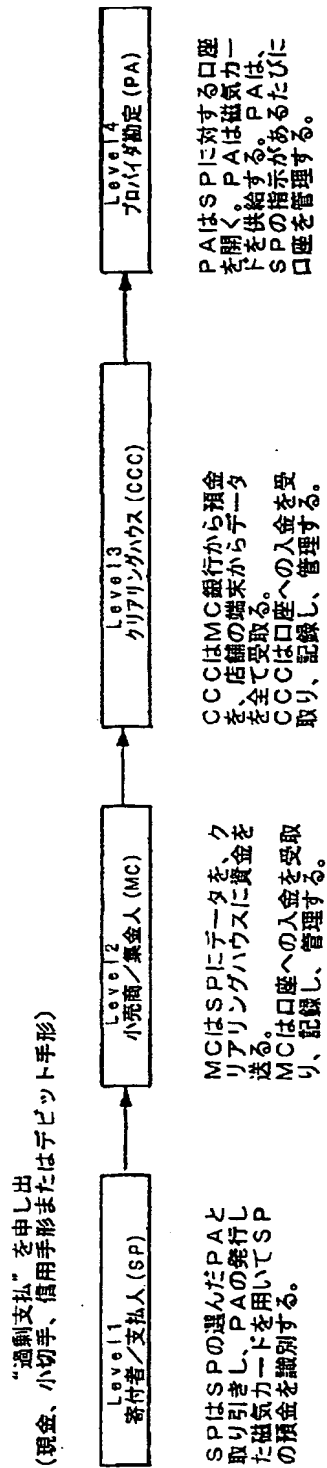 “過剰支払”を申し出
(現金、小切手、信用手形またはデビット手形)
Level1
寄付者/支払人(SP)
SPはSPの選んだPAと
取り引きし、PAの発行し
た磁気カードを用いてSP
の預金を識別する。
Level2
小売商/集金人(MC)
MCはSPにデータを、ク
リアリングハウスに資金を
送る。
MCは口座への入金を受取
り、記録し、管理する。
Level3
クリアリングハウス(CCC)
CCCはMC銀行から預金
を、店舗の端末からデータ
を全て受取る。
CCCは口座への入金を受
取り、記録し、管理する。
Level4
プロバイダ勘定(PA)
PAはSPに対する口座
を開く。PAは磁気カー
ドを供給する。PAは、
SPの指示があるたびに
口座を管理する。